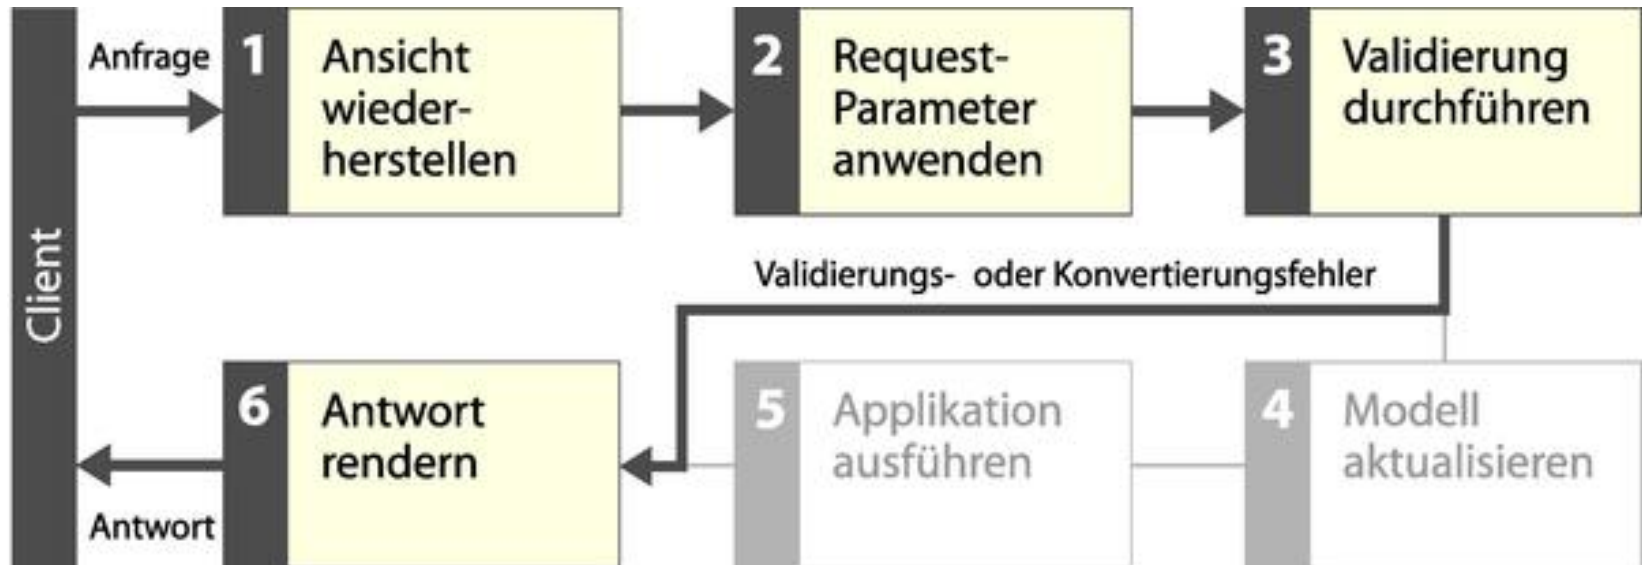 Client
Anfrage
1
Ansicht
wieder-
herstellen
2
Request-
Parameter
anwenden
3
Validierung
durchführen
Validierungs- oder Konvertierungsfehler
6
Antwort
rendern
5
Applikation
ausführen
4
Modell
aktualisieren
Antwort